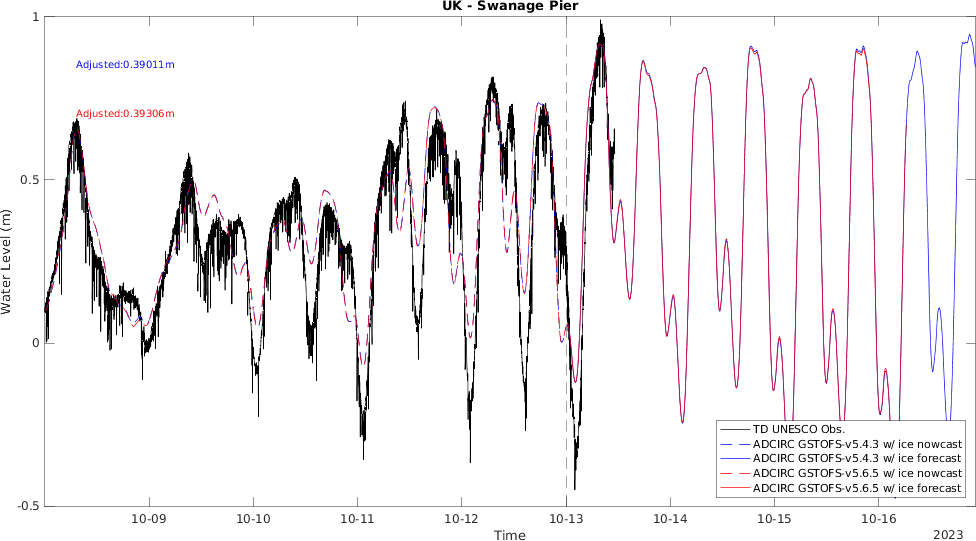 UK - Swanage Pier
1
Adjusted:0.39011m
Adjusted:0.39306m
0.5
Water Level (m)
0
TD UNESCO Obs.
ADCIRC GSTOFS-v5.4.3 w/ ice nowcast
ADCIRC GSTOFS-v5.4.3 w/ ice forecast
ADCIRC GSTOFS-v5.6.5 w/ ice nowcast
ADCIRC GSTOFS-v5.6.5 w/ ice forecast
-0.5
10-09 10-10 10-11 10-12 10-13 10-14 10-15 10-16
Time
2023